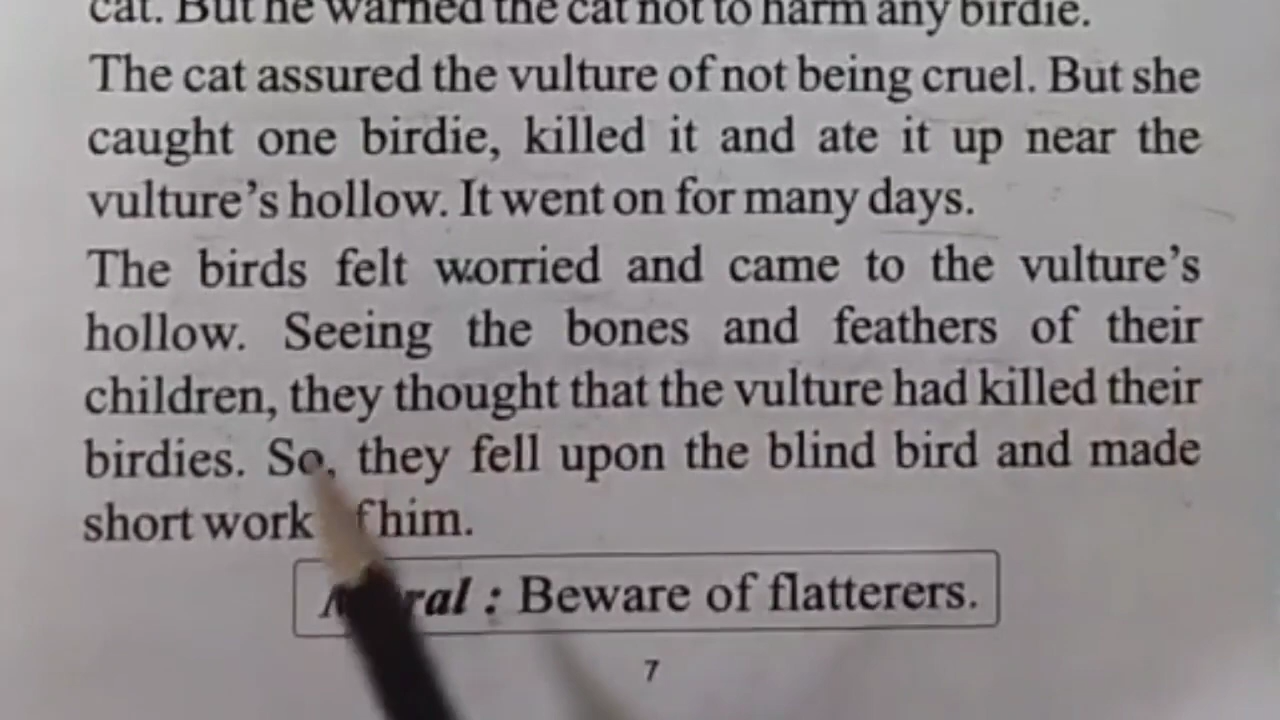 cat. But he warned the cat not to harm any birdie.
The cat assured the vulture of not being cruel. But she
caught one birdie, killed it and ate it up near the
vulture's hollow. It went on for many days.
The birds felt worried and came to the vulture's
hollow. Seeing the bones and feathers of their
children, they thought that the vulture had killed their
birdies. So, they fell upon the blind bird and made
short work of him.
Moral : Beware of flatterers.
7